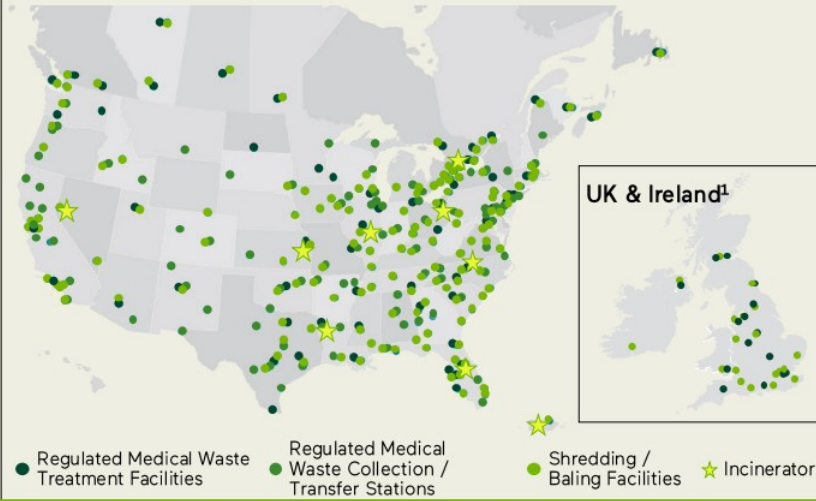 UK & Ireland¹
Regulated Medical Waste
Treatment Facilities
Regulated Medical
Waste Collection /
Transfer Stations
Shredding /
Baling Facilities
Incinerator